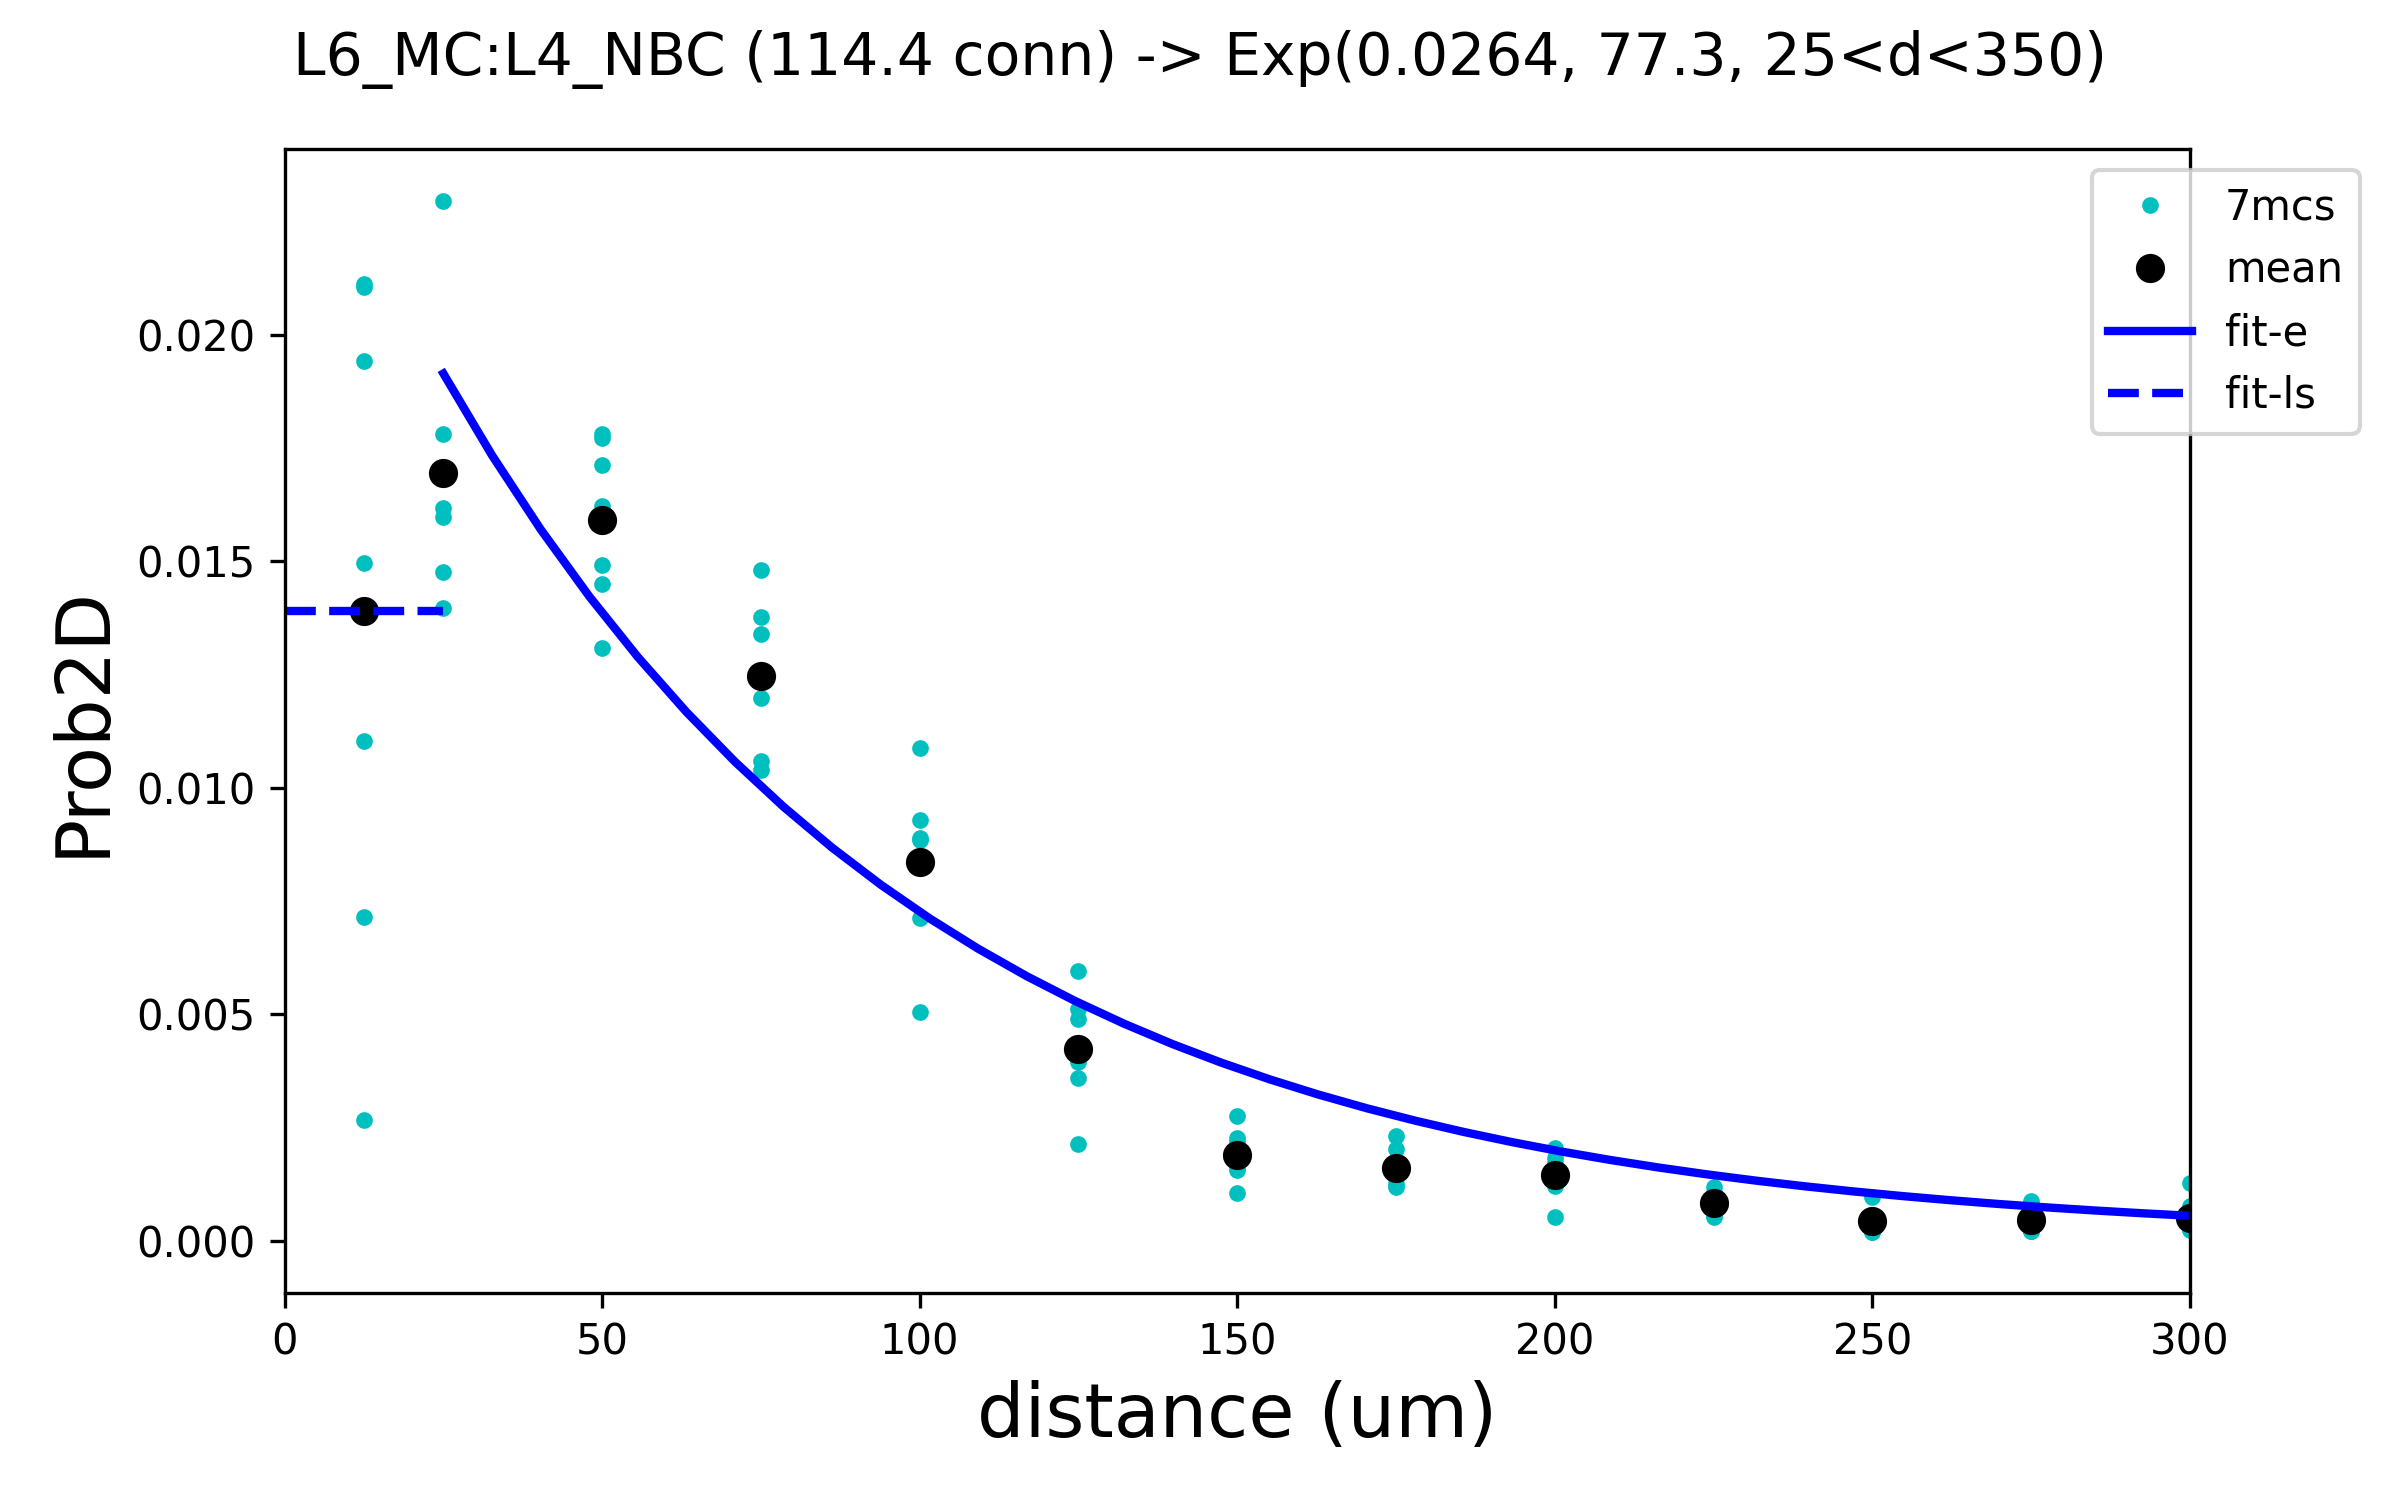 L6_MC:L4_NBC (114.4 conn) -> Exp(0.0264, 77.3, 25<d<350)
7mcs
mean
fit-e
fit-ls
Prob2D
0.020
0.015
0.010
0.005
0.000
0 50 100 150 200 250 300
distance (um)